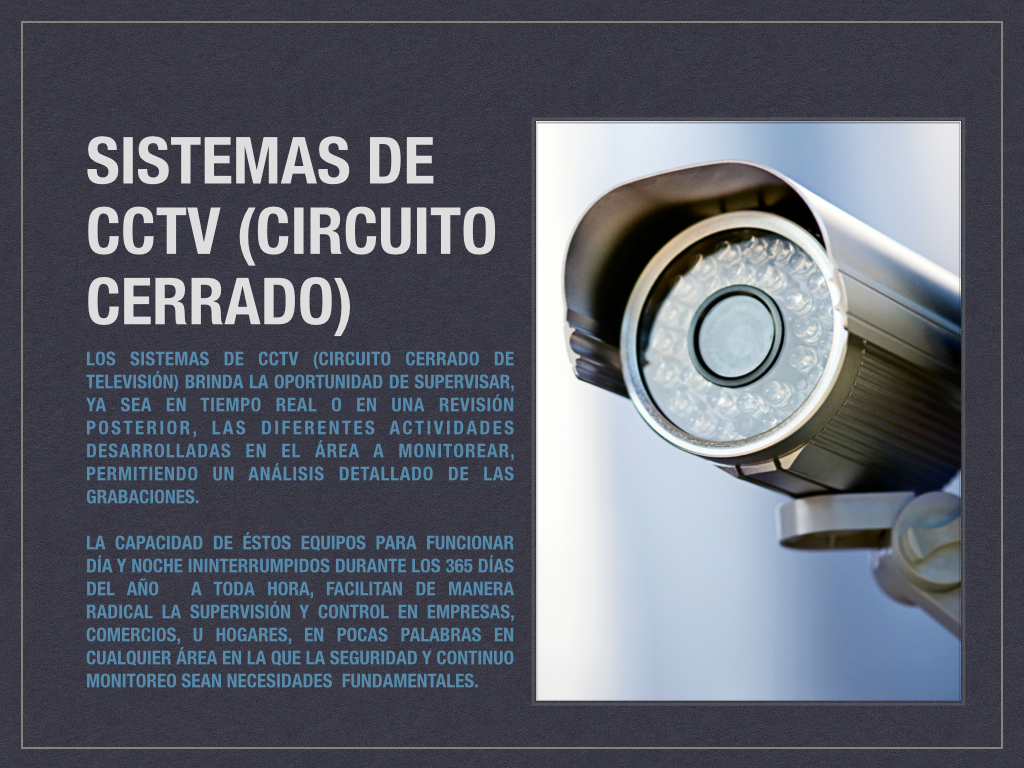 SISTEMAS DE
CCTV (CIRCUITO
CERRADO)
LOS SISTEMAS DE CCTV (CIRCUITO CERRADO DE
TELEVISIÓN) BRINDA LA OPORTUNIDAD DE SUPERVISAR,
YA SEA EN TIEMPO REAL O EN UNA REVISIÓN
POSTERIOR, LAS DIFERENTES ACTIVIDADES
DESARROLLADAS EN EL ÁREA A MONITOREAR,
PERMITIENDO UN ANÁLISIS DETALLADO DE LAS
GRABACIONES.
LA CAPACIDAD DE ÉSTOS EQUIPOS PARA FUNCIONAR
DÍA Y NOCHE ININTERRUMPIDOS DURANTE LOS 365 DÍAS
DEL AÑO A TODA HORA, FACILITAN DE MANERA
RADICAL LA SUPERVISIÓN Y CONTROL EN EMPRESAS,
COMERCIOS, U HOGARES, EN POCAS PALABRAS EN
CUALQUIER ÁREA EN LA QUE LA SEGURIDAD Y CONTINUO
MONITOREO SEAN NECESIDADES FUNDAMENTALES.